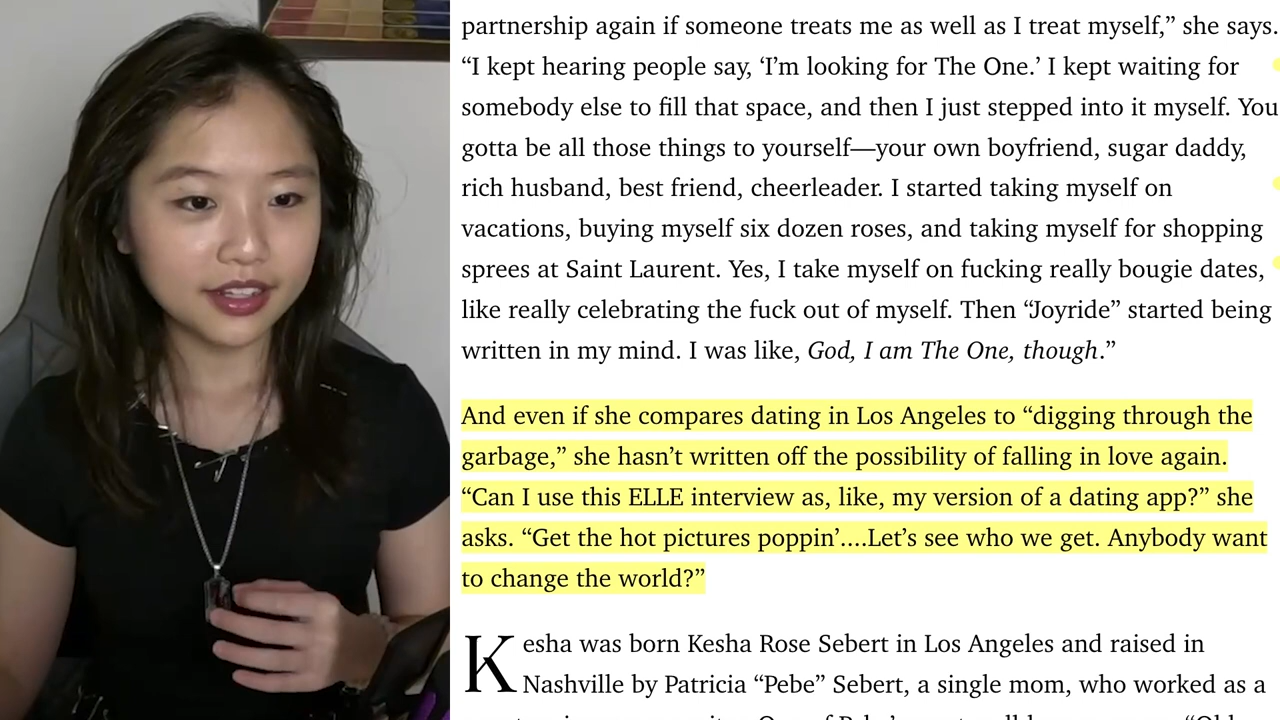 partnership again if someone treats me as well as I treat myself,” she says.
“I kept hearing people say, ‘I’m looking for The One.’ I kept waiting for
somebody else to fill that space, and then I just stepped into it myself. You
gotta be all those things to yourself—your own boyfriend, sugar daddy,
rich husband, best friend, cheerleader. I started taking myself on
vacations, buying myself six dozen roses, and taking myself for shopping
sprees at Saint Laurent. Yes, I take myself on fucking really bougie dates,
like really celebrating the fuck out of myself. Then “Joyride” started being
written in my mind. I was like, God, I am The One, though.”
And even if she compares dating in Los Angeles to “digging through the
garbage,” she hasn’t written off the possibility of falling in love again.
“Can I use this ELLE interview as, like, my version of a dating app?” she
asks. “Get the hot pictures poppin’....Let’s see who we get. Anybody want
to change the world?”
Kesha was born Kesha Rose Sebert in Los Angeles and raised in
Nashville by Patricia “Pebe” Sebert, a single mom, who worked as a